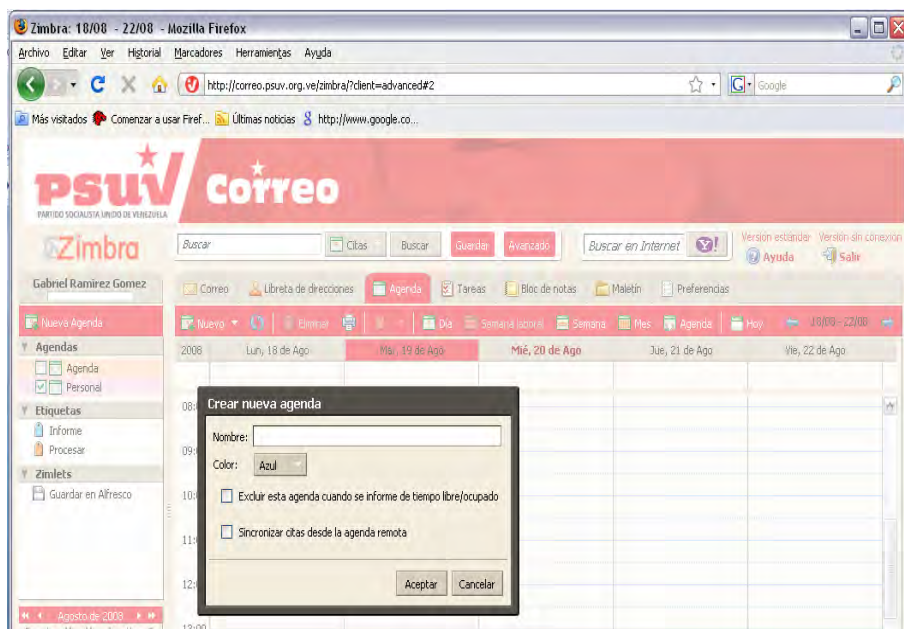 Zimbra: 18/08 - 22/08 - Mozilla Firefox
Archivo Editar Ver Historial Marcadores Herramientas Ayuda
http://correo.psuv.org.ve/zimbra/?client=advanced#2
G Google
Más visitados Comenzar a usar Firef... Últimas noticias http://www.google.co...
PSUV Correo
PARTIDO SOCIALISTA UNIDO DE VENEZUELA
Zimbra
Buscar Citas Buscar Guardar Avanzado Buscar en Internet Y!
Versión estándar Versión sin conexión
Ayuda Salir
Gabriel Ramirez Gomez
Correo Libreta de direcciones Agenda Tareas Bloc de notas Maletín Preferencias
Nueva Agenda
Nuevo Eliminar Día Semana laboral Semana Mes Agenda Hoy 18/08 - 22/08
Agendas
2008 Lun, 18 de Ago Mar, 19 de Ago Mié, 20 de Ago Jue, 21 de Ago Vie, 22 de Ago
Agenda
Personal
Etiquetas
Informe
Procesar
Zimlets
Guardar en Alfresco
08:
09:
10:
11:
12:
13:00
Crear nueva agenda
Nombre:
Color: Azul
Excluir esta agenda cuando se informe de tiempo libre/ocupado
Sincronizar citas desde la agenda remota
Aceptar Cancelar
Agosto de 2008